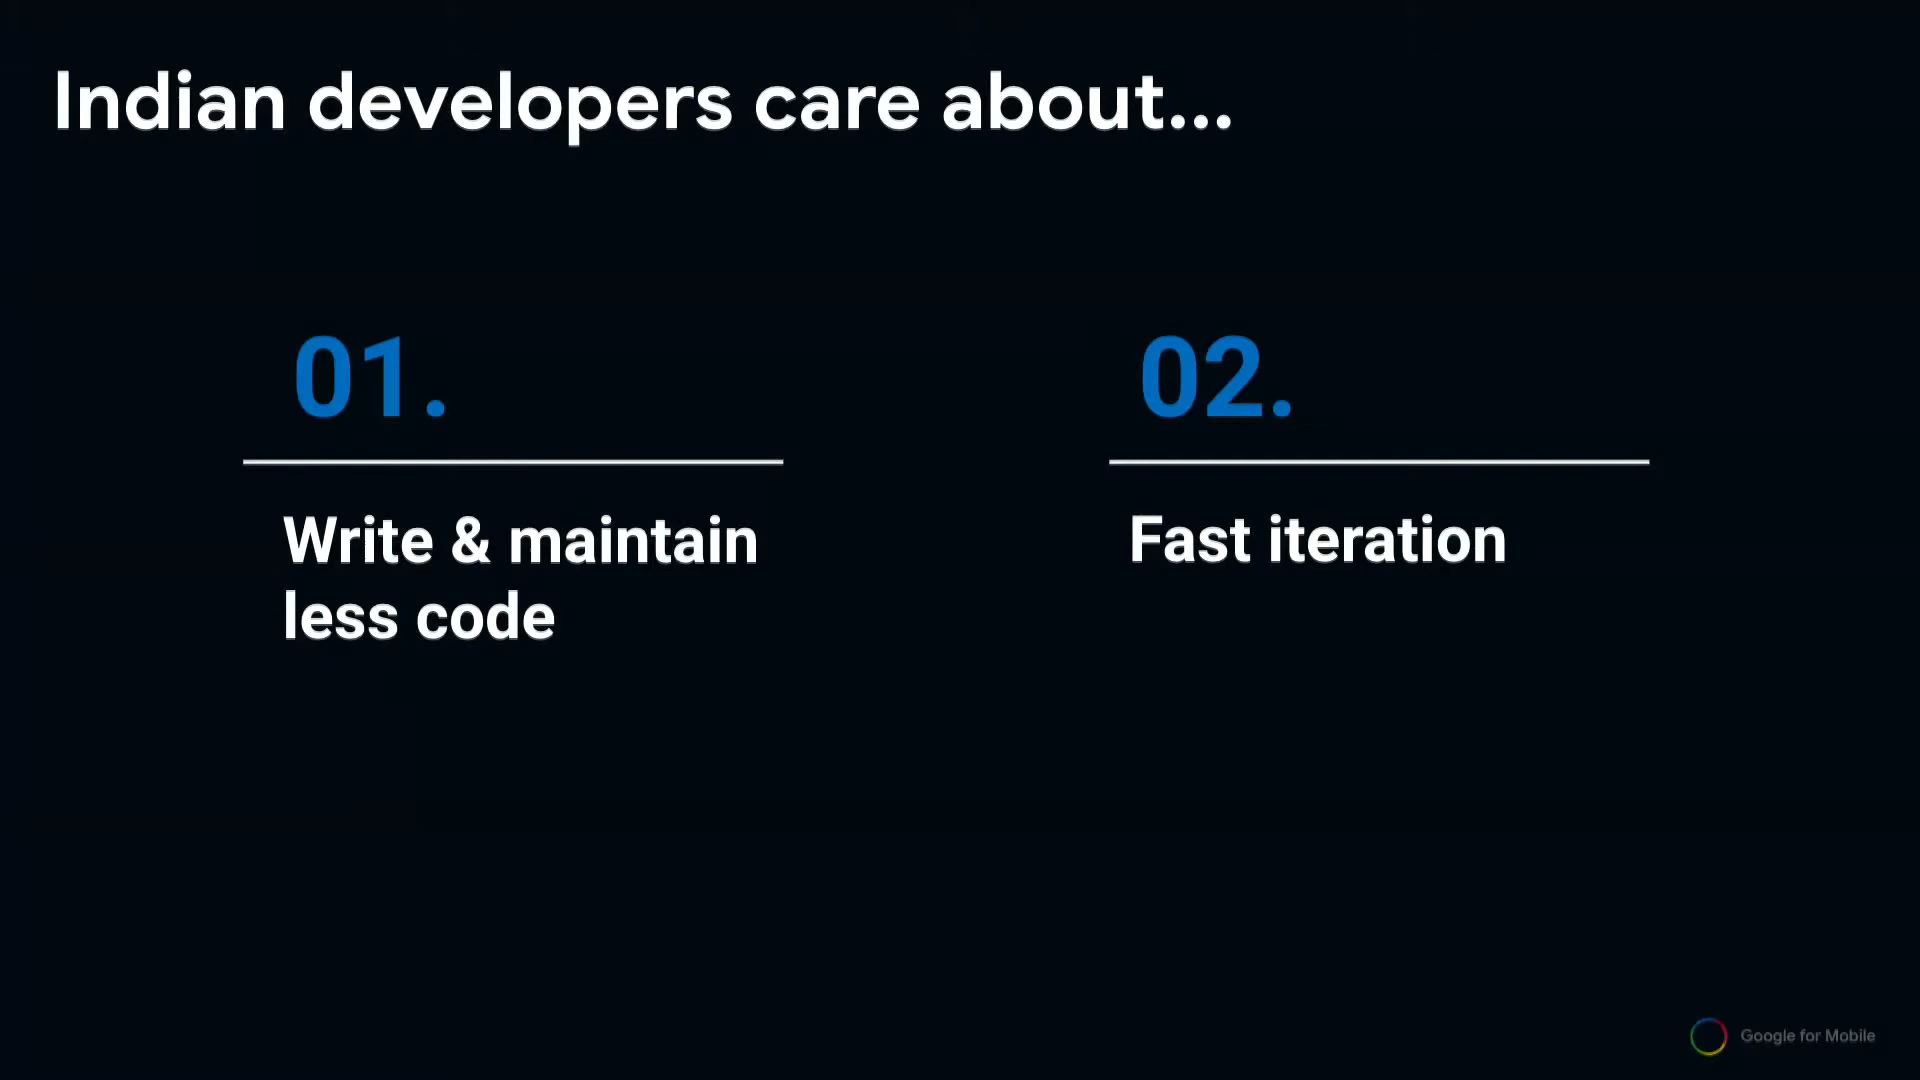 Indian developers care about...
01.
Write & maintain
less code
02.
Fast iteration
Google for Mobile